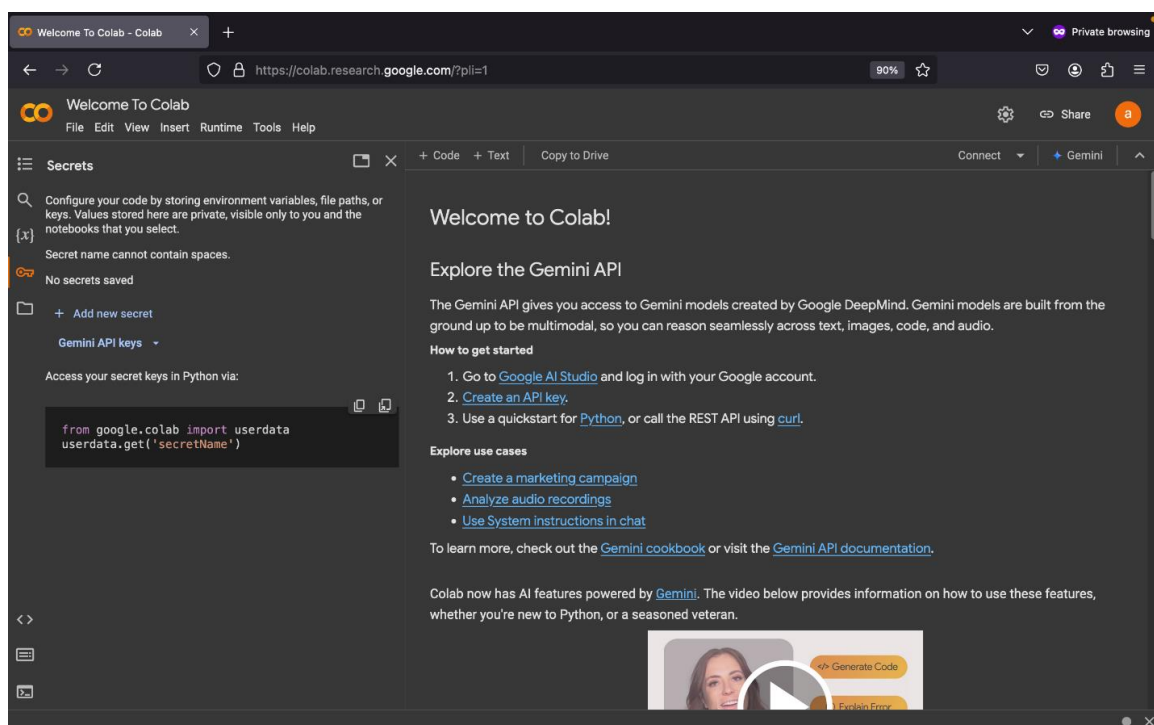 Welcome To Colab - Colab
Private browsing
https://colab.research.google.com/?pli=1
90%
Welcome To Colab
File Edit View Insert Runtime Tools Help
Share
a
Secrets
Configure your code by storing environment variables, file paths, or
keys. Values stored here are private, visible only to you and the
notebooks that you select.
Secret name cannot contain spaces.
No secrets saved
+ Add new secret
Gemini API keys
Access your secret keys in Python via:
from google.colab import userdata
userdata.get('secretName')
{x}
+ Code + Text Copy to Drive
Connect
Gemini
Welcome to Colab!
Explore the Gemini API
The Gemini API gives you access to Gemini models created by Google DeepMind. Gemini models are built from the
ground up to be multimodal, so you can reason seamlessly across text, images, code, and audio.
How to get started
1. Go to Google AI Studio and log in with your Google account.
2. Create an API key.
3. Use a quickstart for Python, or call the REST API using curl.
Explore use cases
• Create a marketing campaign
• Analyze audio recordings
• Use System instructions in chat
To learn more, check out the Gemini cookbook or visit the Gemini API documentation.
Colab now has AI features powered by Gemini. The video below provides information on how to use these features,
whether you're new to Python, or a seasoned veteran.
</> Generate Code
Explain Error